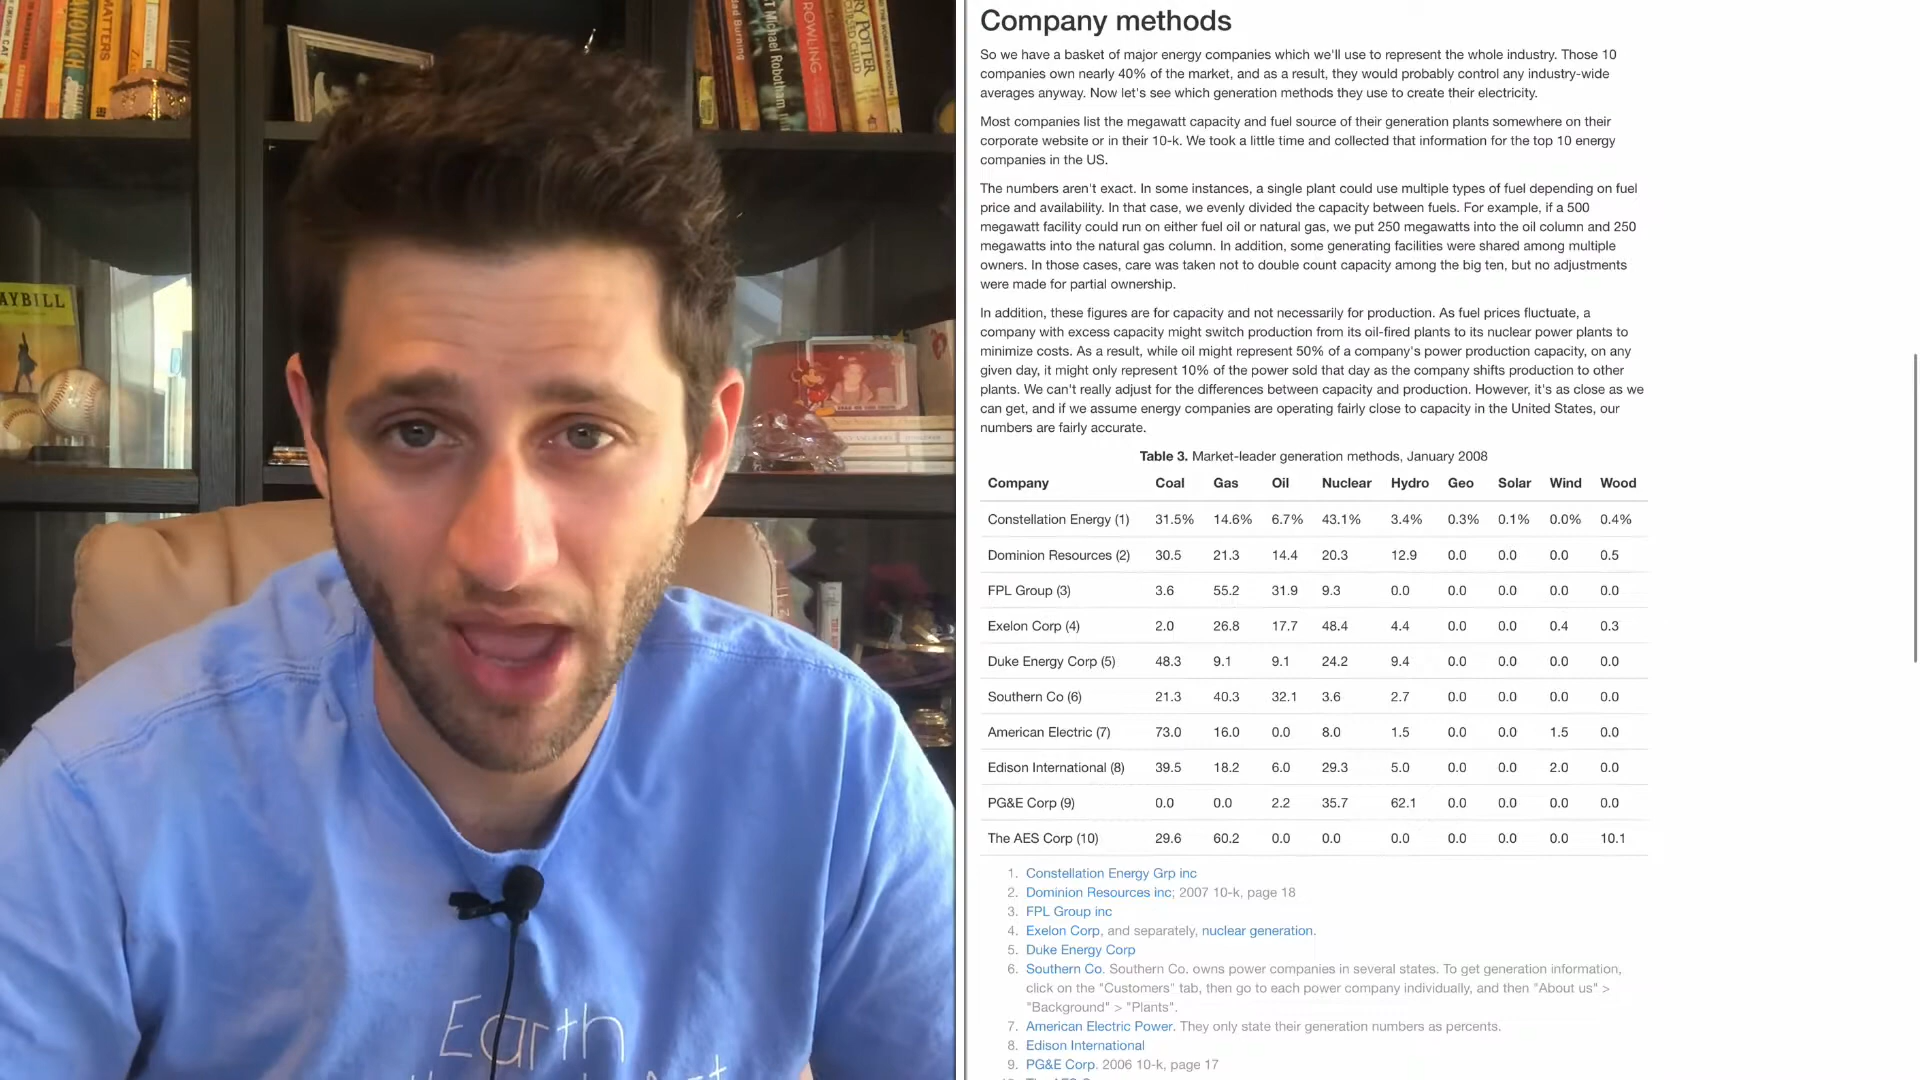 Company methods
So we have a basket of major energy companies which we'll use to represent the whole industry. Those 10
companies own nearly 40% of the market, and as a result, they would probably control any industry-wide
averages anyway. Now let's see which generation methods they use to create their electricity.
Most companies list the megawatt capacity and fuel source of their generation plants somewhere on their
corporate website or in their 10-k. We took a little time and collected that information for the top 10 energy
companies in the US.
The numbers aren't exact. In some instances, a single plant could use multiple types of fuel depending on fuel
price and availability. In that case, we evenly divided the capacity between fuels. For example, if a 500
megawatt facility could run on either fuel oil or natural gas, we put 250 megawatts into the oil column and 250
megawatts into the natural gas column. In addition, some generating facilities were shared among multiple
owners. In those cases, care was taken not to double count capacity among the big ten, but no adjustments
were made for partial ownership.
In addition, these figures are for capacity and not necessarily for production. As fuel prices fluctuate, a
company with excess capacity might switch production from its oil-fired plants to its nuclear power plants to
minimize costs. As a result, while oil might represent 50% of a company's power production capacity, on any
given day, it might only represent 10% of the power sold that day as the company shifts production to other
plants. We can't really adjust for the differences between capacity and production. However, it's as close as we
can get, and if we assume energy companies are operating fairly close to capacity in the United States, our
numbers are fairly accurate.
Table 3. Market-leader generation methods, January 2008
Company Coal Gas Oil Nuclear Hydro Geo Solar Wind Wood
Constellation Energy (1) 31.5% 14.6% 6.7% 43.1% 3.4% 0.3% 0.1% 0.0% 0.4%
Dominion Resources (2) 30.5 21.3 14.4 20.3 12.9 0.0 0.0 0.0 0.5
FPL Group (3) 3.6 55.2 31.9 9.3 0.0 0.0 0.0 0.0 0.0
Exelon Corp (4) 2.0 26.8 17.7 48.4 4.4 0.0 0.0 0.4 0.3
Duke Energy Corp (5) 48.3 9.1 9.1 24.2 9.4 0.0 0.0 0.0 0.0
Southern Co (6) 21.3 40.3 32.1 3.6 2.7 0.0 0.0 0.0 0.0
American Electric (7) 73.0 16.0 0.0 8.0 1.5 0.0 0.0 1.5 0.0
Edison International (8) 39.5 18.2 6.0 29.3 5.0 0.0 0.0 2.0 0.0
PG&E Corp (9) 0.0 0.0 2.2 35.7 62.1 0.0 0.0 0.0 0.0
The AES Corp (10) 29.6 60.2 0.0 0.0 0.0 0.0 0.0 0.0 10.1
1. Constellation Energy Grp inc
2. Dominion Resources inc; 2007 10-k, page 18
3. FPL Group inc
4. Exelon Corp, and separately, nuclear generation.
5. Duke Energy Corp
6. Southern Co. Southern Co. owns power companies in several states. To get generation information,
click on the "Customers" tab, then go to each power company individually, and then "About us" >
"Background" > "Plants".
7. American Electric Power. They only state their generation numbers as percents.
8. Edison International
9. PG&E Corp. 2006 10-k, page 17
MATTERS
Michael Robotham
ROWLING
AYBILL
Earth